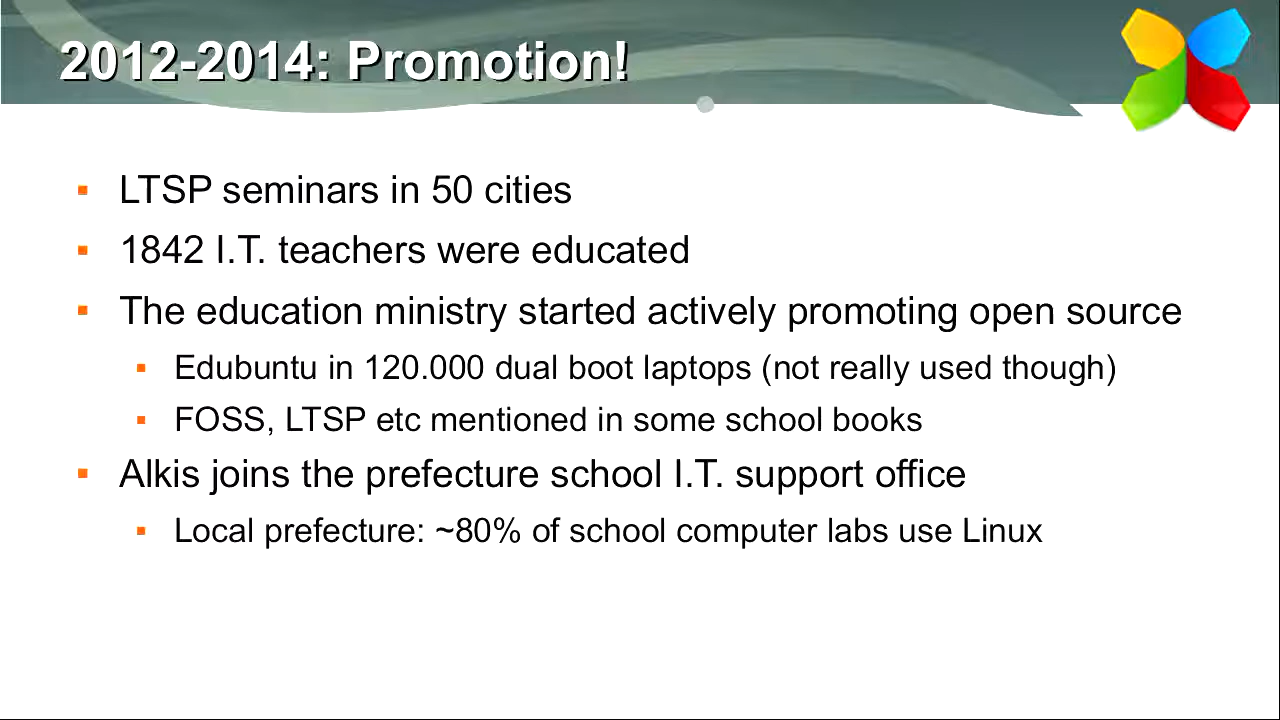 2012-2014: Promotion!
LTSP seminars in 50 cities
1842 I.T. teachers were educated
The education ministry started actively promoting open source
Edubuntu in 120.000 dual boot laptops (not really used though)
FOSS, LTSP etc mentioned in some school books
Alkis joins the prefecture school I.T. support office
Local prefecture: ~80% of school computer labs use Linux